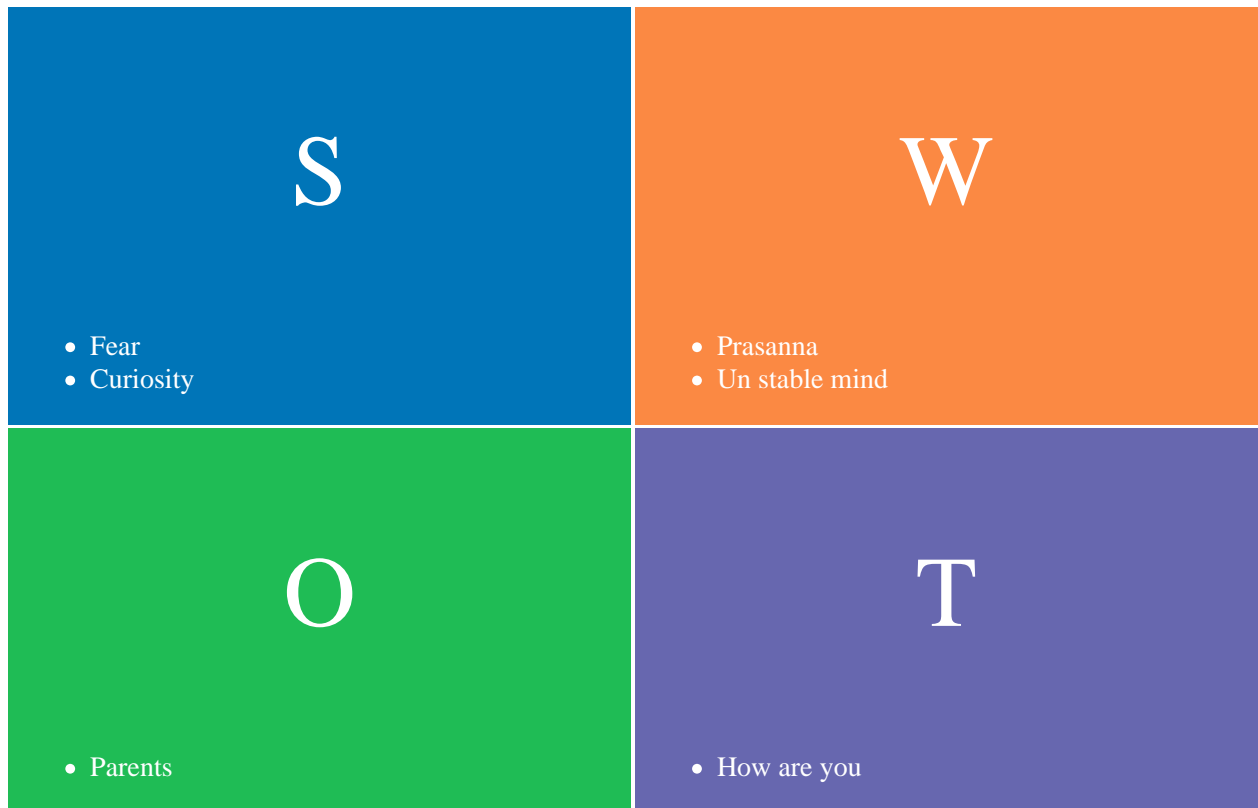 S
• Fear
• Curiosity
W
• Prasanna
• Un stable mind
O
• Parents
T
• How are you